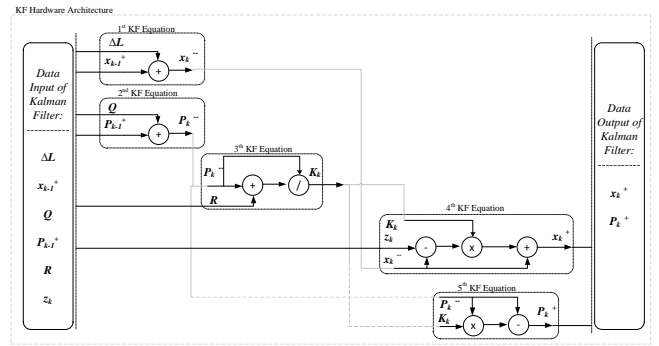 KF Hardware Architecture
Data
Input of
Kalman
Filter:
ΔL
xk-1+
Q
Pk-1+
R
zk
1st KF Equation
ΔL
xk-1+
+
xk−
2nd KF Equation
Q
Pk-1+
+
Pk−
3th KF Equation
Pk−
R
+
/
Kk
4th KF Equation
Kk
zk
xk−
-
x
+
xk+
5th KF Equation
Pk−
Kk
x
-
Pk+
Data
Output of
Kalman
Filter:
xk+
Pk+